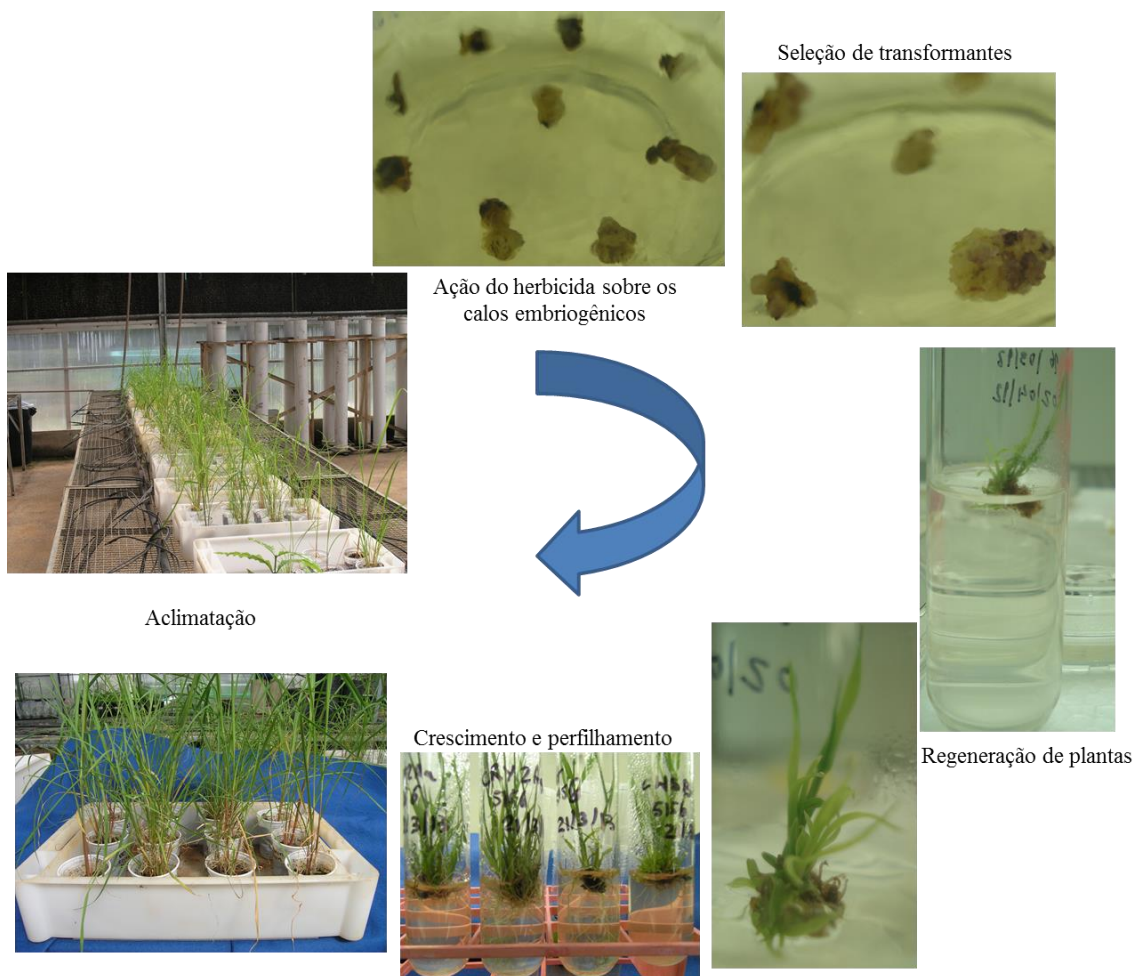 Seleção de transformantes
Ação do herbicida sobre os
calos embriogênicos
Aclimatação
Crescimento e perfilhamento
Regeneração de plantas